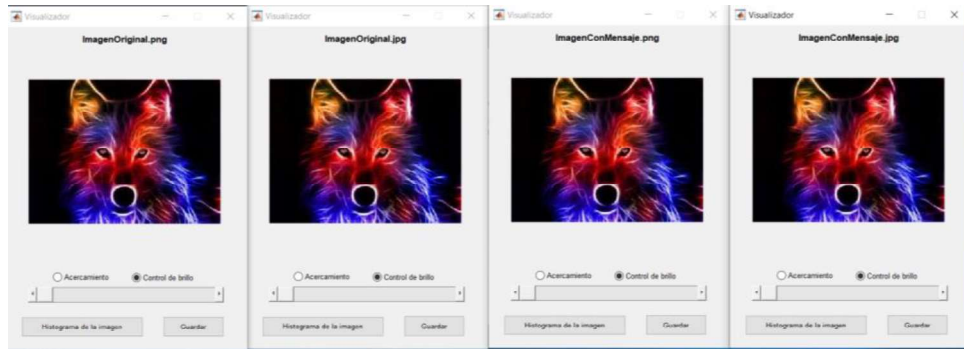 Visualizador
ImagenOriginal.png
Acercamiento
Control de brillo
Histograma de la imagen
Guardar
Visualizador
ImagenOriginal.jpg
Acercamiento
Control de brillo
Histograma de la imagen
Guardar
Visualizador
ImagenConMensaje.png
Acercamiento
Control de brillo
Histograma de la imagen
Guardar
Visualizador
ImagenConMensaje.jpg
Acercamiento
Control de brillo
Histograma de la imagen
Guardar